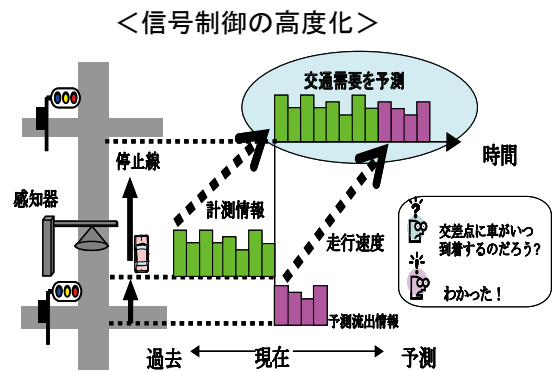 ＜信号制御の高度化＞
交通需要を予測
時間
停止線
感知器
計測情報
走行速度
交差点に車がいつ
到着するのだろう？
わかった！
予測流出情報
過去
現在
予測